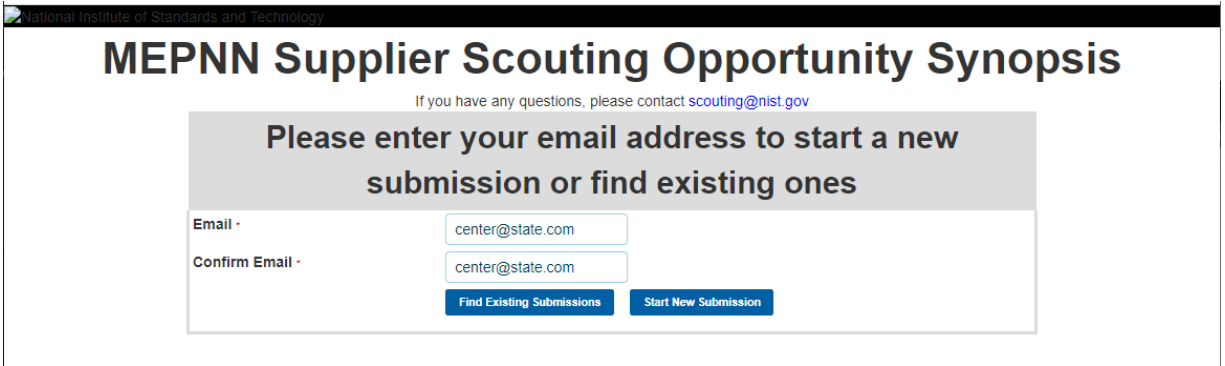 National Institute of Standards and Technology
MEPNN Supplier Scouting Opportunity Synopsis
If you have any questions, please contact scouting@nist.gov
Please enter your email address to start a new
submission or find existing ones
Email *
center@state.com
Confirm Email *
center@state.com
Find Existing Submissions
Start New Submission